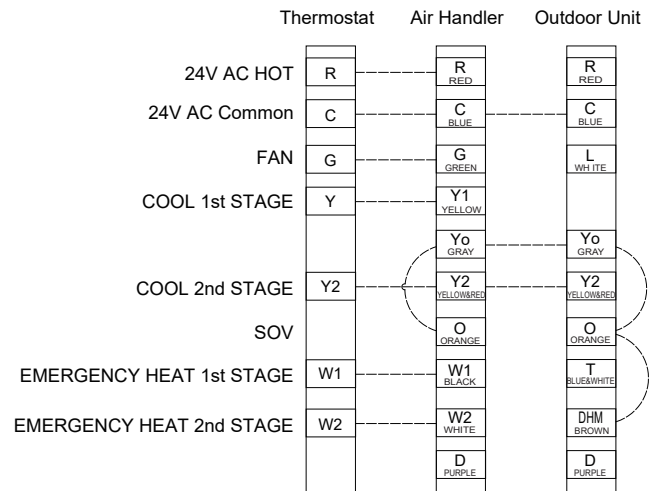 Thermostat Air Handler Outdoor Unit
24V AC HOT R R R
RED RED
24V AC Common C C C
BLUE BLUE
FAN G G L
GREEN WH ITE
COOL 1st STAGE Y Y1
YELLOW
Yo Yo
GRAY GRAY
COOL 2nd STAGE Y2 Y2 Y2
YELLOW&RED YELLOW&RED
SOV O O
ORANGE ORANGE
EMERGENCY HEAT 1st STAGE W1 W1 T
BLACK BLUE&WHITE
EMERGENCY HEAT 2nd STAGE W2 W2 DHM
WHITE BROWN
D D
PURPLE PURPLE